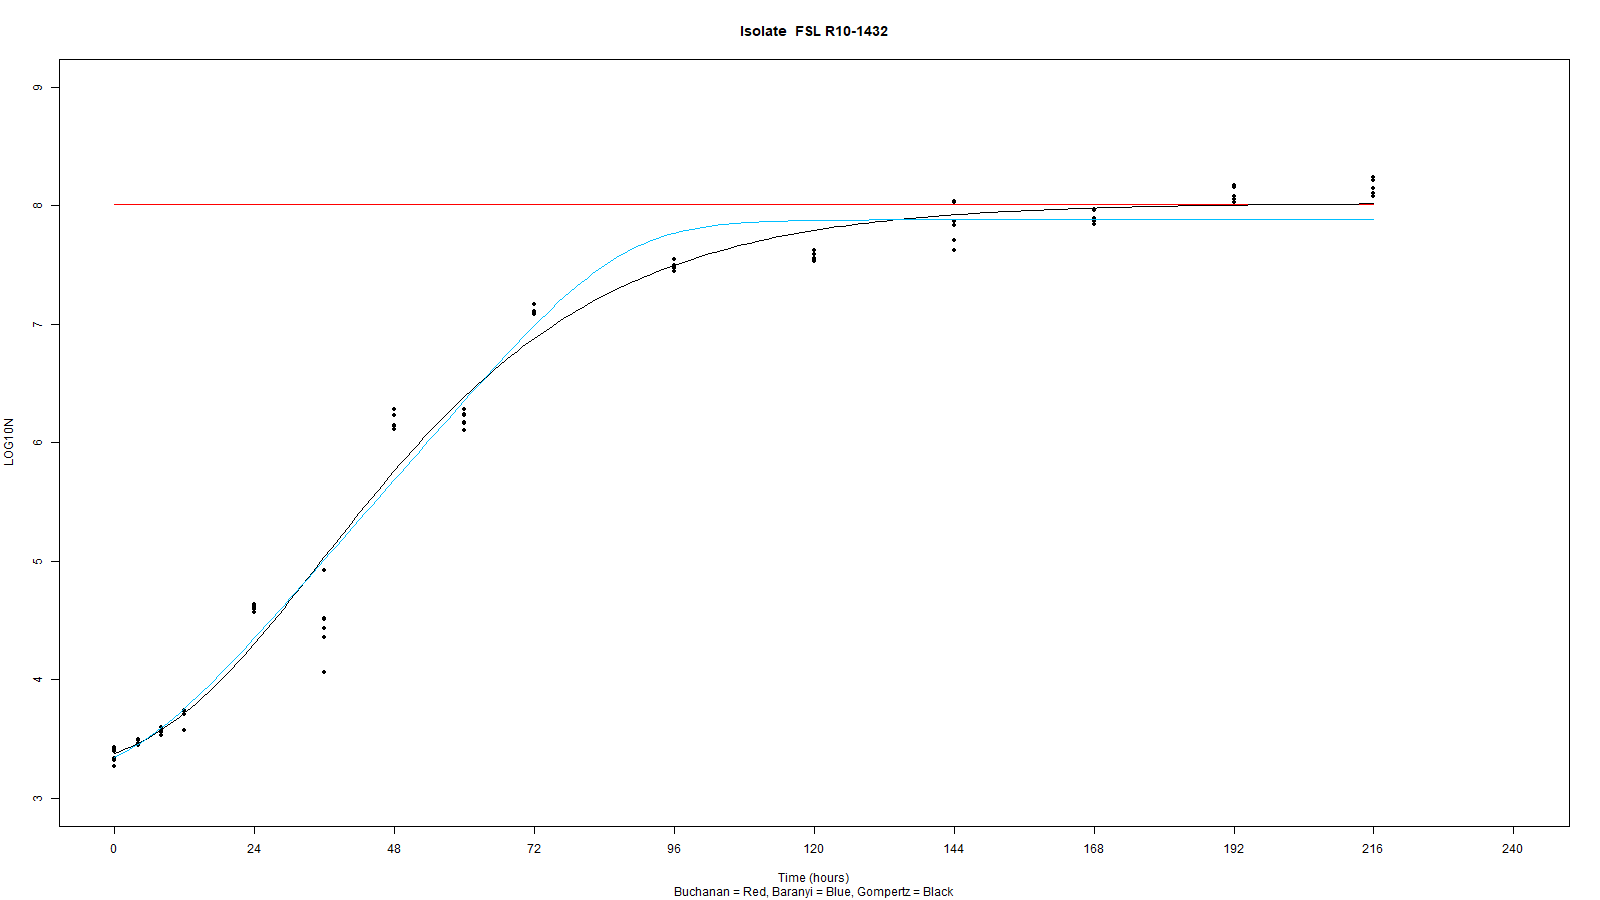 Isolate  FSL R10-1432
9
8
7
6
5
4
3
LOG10N
0 24 48 72 96 120 144 168 192 216 240
Time (hours)
Buchanan = Red, Baranyi = Blue, Gompertz = Black